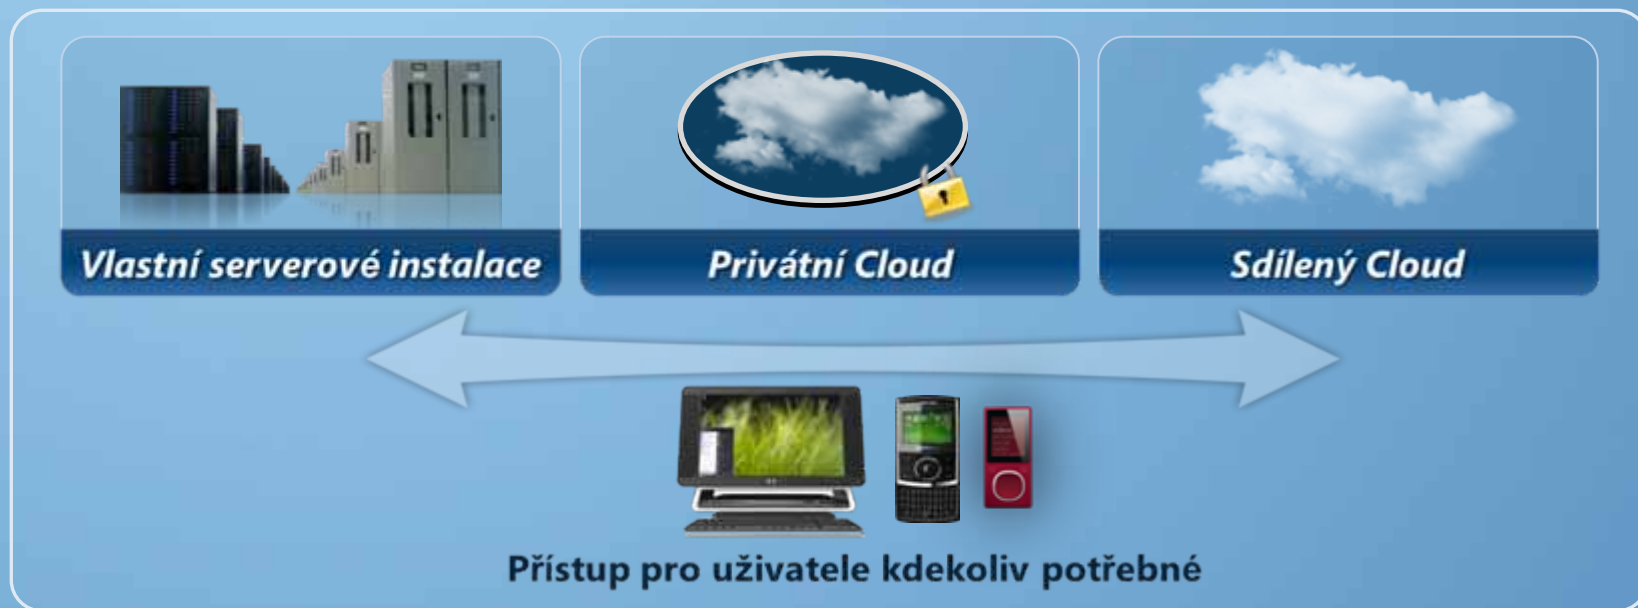 Vlastní serverové instalace
Privátní Cloud
Sdílený Cloud
Přístup pro uživatele kdekoliv potřebné